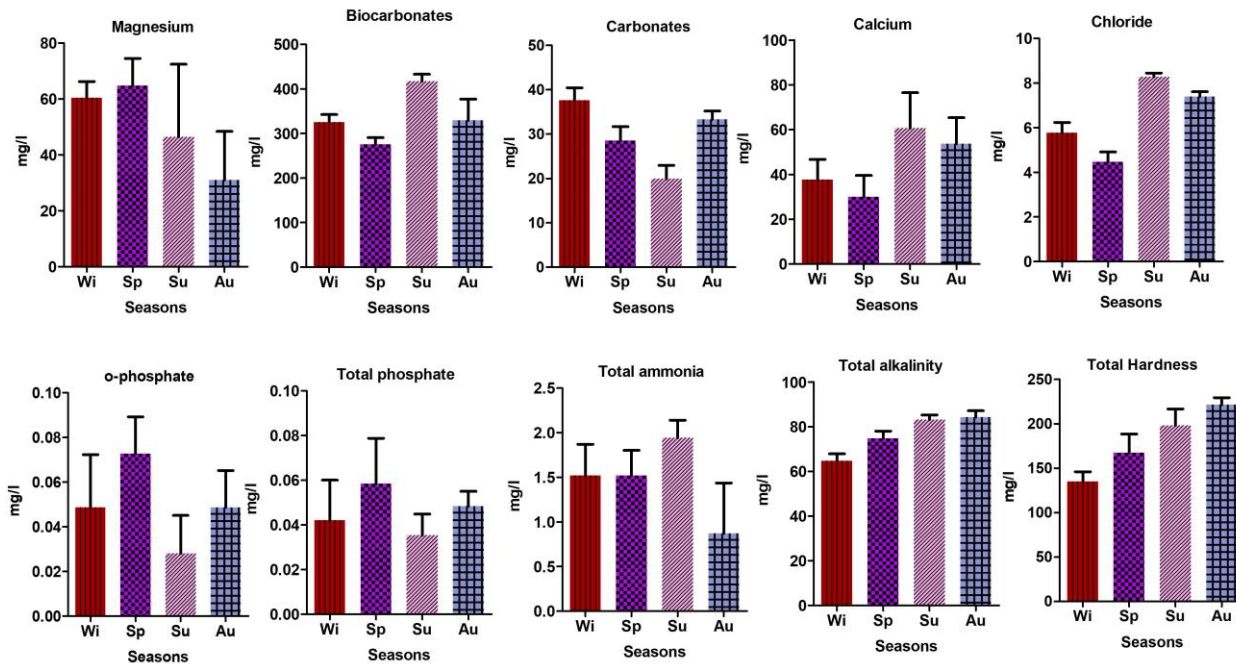 Magnesium
80
60
40
20
0
mg/l
Wi Sp Su Au
Seasons
Biocarbonates
500
400
300
200
100
0
mg/l
Wi Sp Su Au
Seasons
Carbonates
50
40
30
20
10
0
mg/l
Wi Sp Su Au
Seasons
Calcium
100
80
60
40
20
0
mg/l
Wi Sp Su Au
Seasons
Chloride
8
6
4
2
0
mg/l
Wi Sp Su Au
Seasons
o-phosphate
0.10
0.08
0.06
0.04
0.02
0.00
mg/l
Wi Sp Su Au
Seasons
Total phosphate
0.10
0.08
0.06
0.04
0.02
0.00
mg/l
Wi Sp Su Au
Seasons
Total ammonia
2.5
2.0
1.5
1.0
0.5
0.0
mg/l
Wi Sp Su Au
Seasons
Total alkalinity
100
80
60
40
20
0
mg/l
Wi Sp Su Au
Seasons
Total Hardness
250
200
150
100
50
0
mg/l
Wi Sp Su Au
Seasons